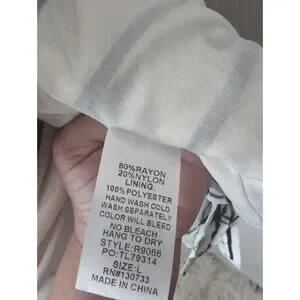 80%RAYON
20%NYLON
LINING:
100%POLYESTER
HAND WASH COLD
WASH SEPARATELY
COLOR WILL BLEED
NO BLEACH
HANG TO DRY
STYLE:R9066
PO:TL79314
SIZE:L
RN#130733
MADE IN CHINA